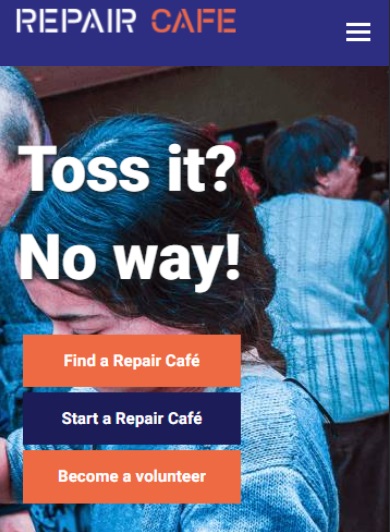 REPAIR CAFE
Toss it?
No way!
Find a Repair Café
Start a Repair Café
Become a volunteer